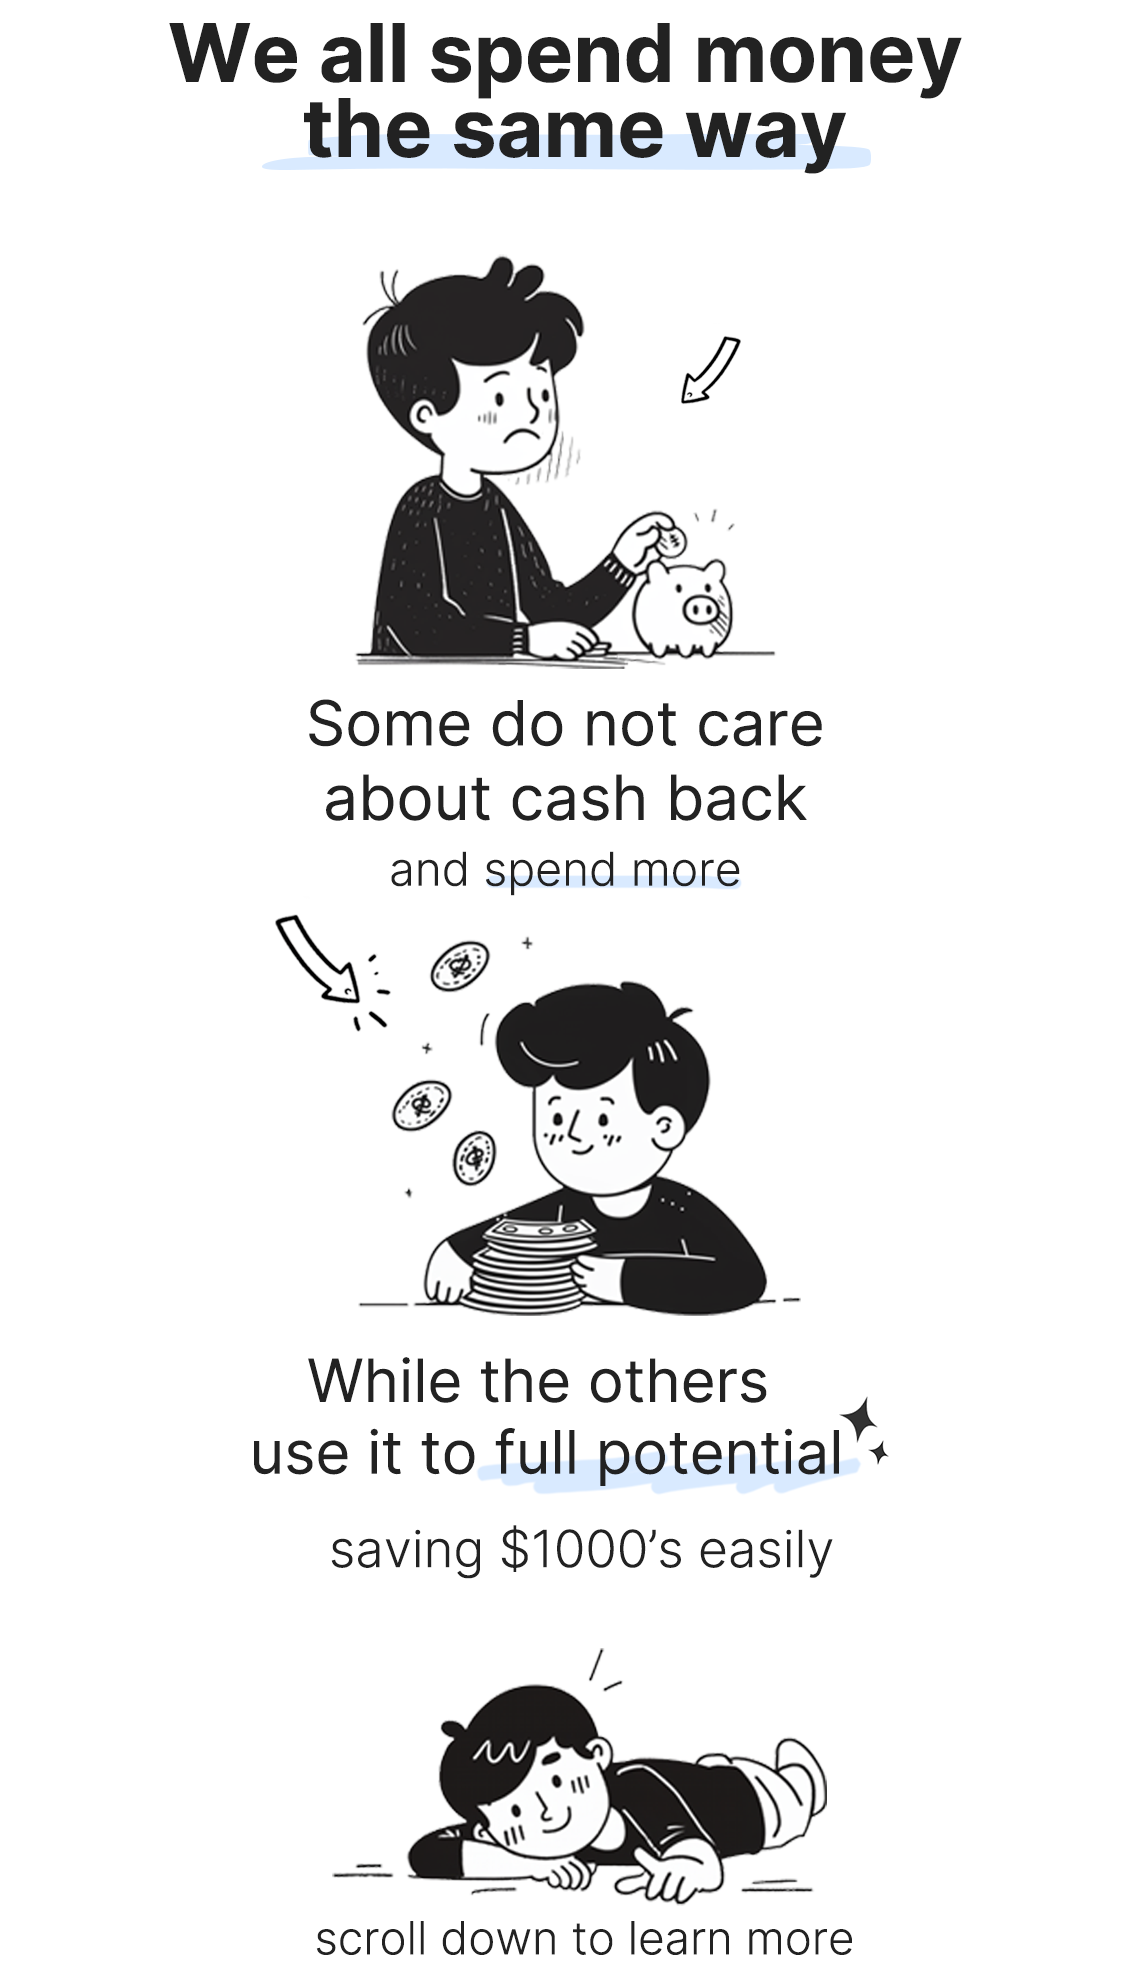 We all spend money
the same way
Some do not care
about cash back
and spend more
While the others
use it to full potential
saving $1000’s easily
scroll down to learn more